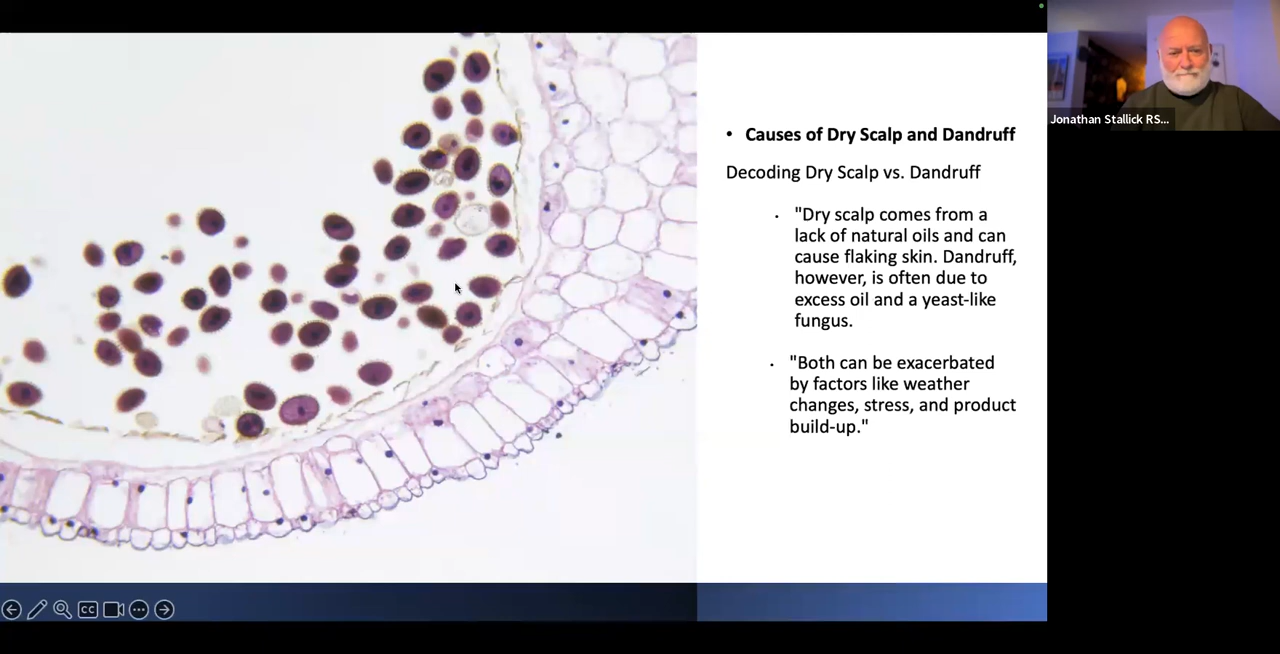 • Causes of Dry Scalp and Dandruff
Decoding Dry Scalp vs. Dandruff
• "Dry scalp comes from a
lack of natural oils and can
cause flaking skin. Dandruff,
however, is often due to
excess oil and a yeast-like
fungus.
• "Both can be exacerbated
by factors like weather
changes, stress, and product
build-up."
Jonathan Stallick RS...
CC